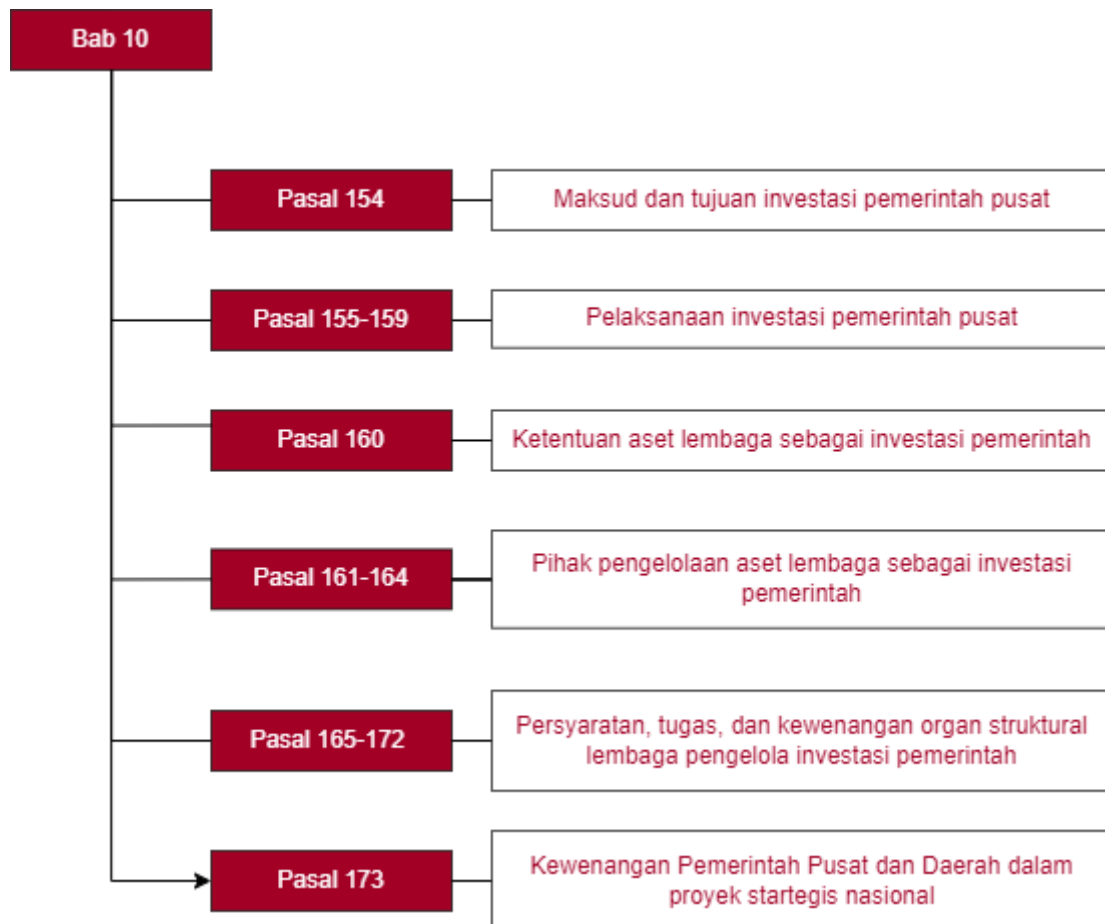 Bab 10
Pasal 154
Maksud dan tujuan investasi pemerintah pusat
Pasal 155-159
Pelaksanaan investasi pemerintah pusat
Pasal 160
Ketentuan aset lembaga sebagai investasi pemerintah
Pasal 161-164
Pihak pengelolaan aset lembaga sebagai investasi
pemerintah
Pasal 165-172
Persyaratan, tugas, dan kewenangan organ struktural
lembaga pengelola investasi pemerintah
Pasal 173
Kewenangan Pemerintah Pusat dan Daerah dalam
proyek startegis nasional